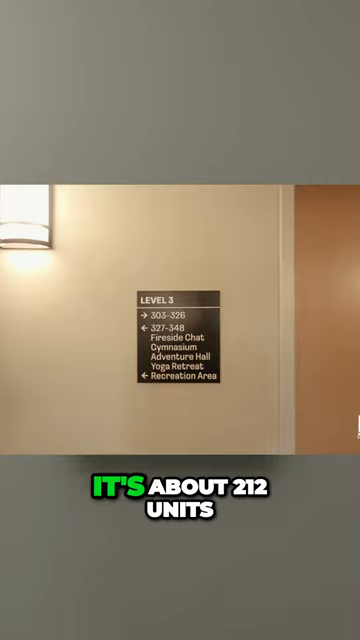 LEVEL 3
→ 303-326
← 327-348
Fireside Chat
Gymnasium
Adventure Hall
Yoga Retreat
← Recreation Area
IT'S ABOUT 212
UNITS